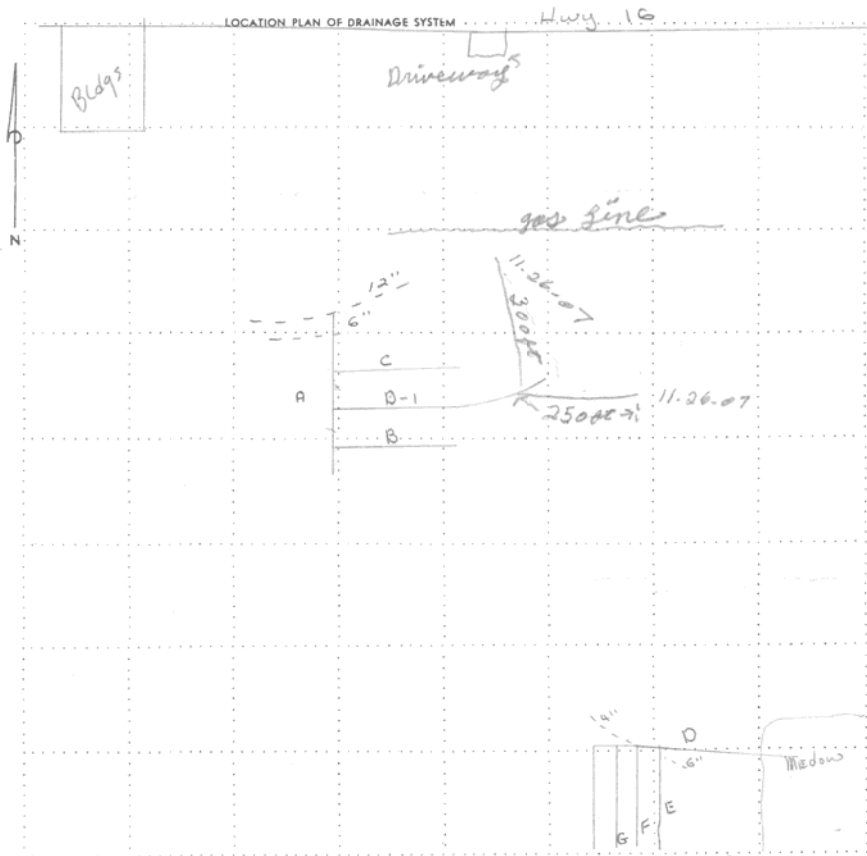 LOCATION PLAN OF DRAINAGE SYSTEM
Hwy 16
Bldgs
Driveways
N
gas Line
12"
6"
11-26-07
300ft
C
A
B-1
250ft
11-26-07
B
4"
D
6"
Medow
E
F
G